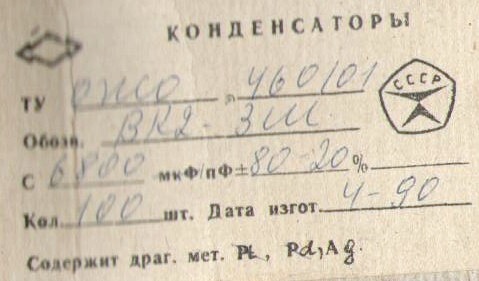 КОНДЕНСАТОРЫ
ТУ ОЖО 460101
СССР
Обозн. ВК2-3Ш
С 6800 мкФ/пФ ± 80-20 %
Кол. 100 шт. Дата изгот. 4-90
Содержит драг. мет. Pt, Pd, Ag.